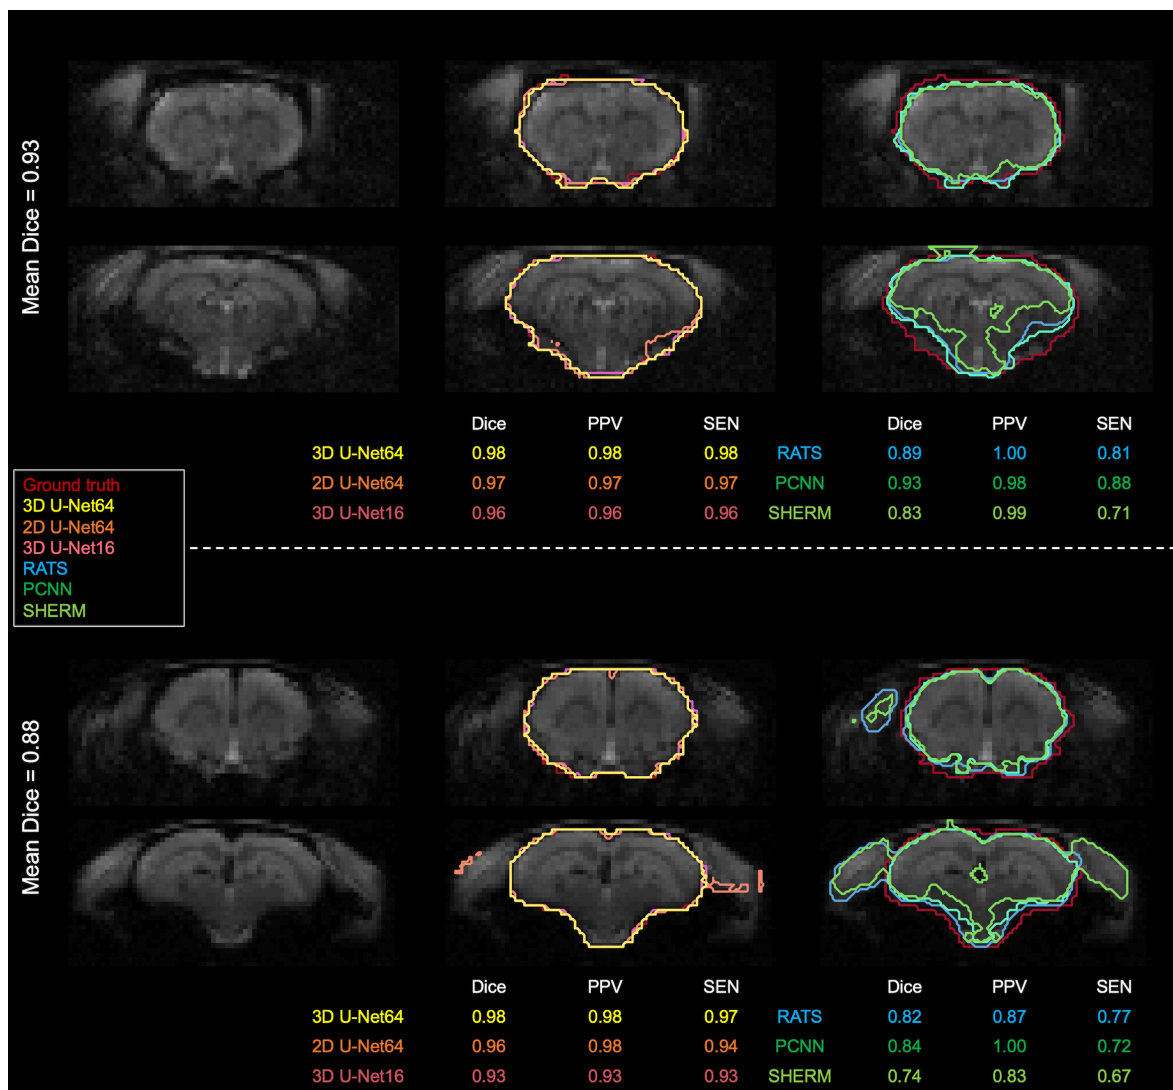 Mean Dice = 0.93
Dice PPV SEN Dice PPV SEN
3D U-Net64 0.98 0.98 0.98 RATS 0.89 1.00 0.81
2D U-Net64 0.97 0.97 0.97 PCNN 0.93 0.98 0.88
3D U-Net16 0.96 0.96 0.96 SHERM 0.83 0.99 0.71
Ground truth
3D U-Net64
2D U-Net64
3D U-Net16
RATS
PCNN
SHERM
Mean Dice = 0.88
Dice PPV SEN Dice PPV SEN
3D U-Net64 0.98 0.98 0.97 RATS 0.82 0.87 0.77
2D U-Net64 0.96 0.98 0.94 PCNN 0.84 1.00 0.72
3D U-Net16 0.93 0.93 0.93 SHERM 0.74 0.83 0.67